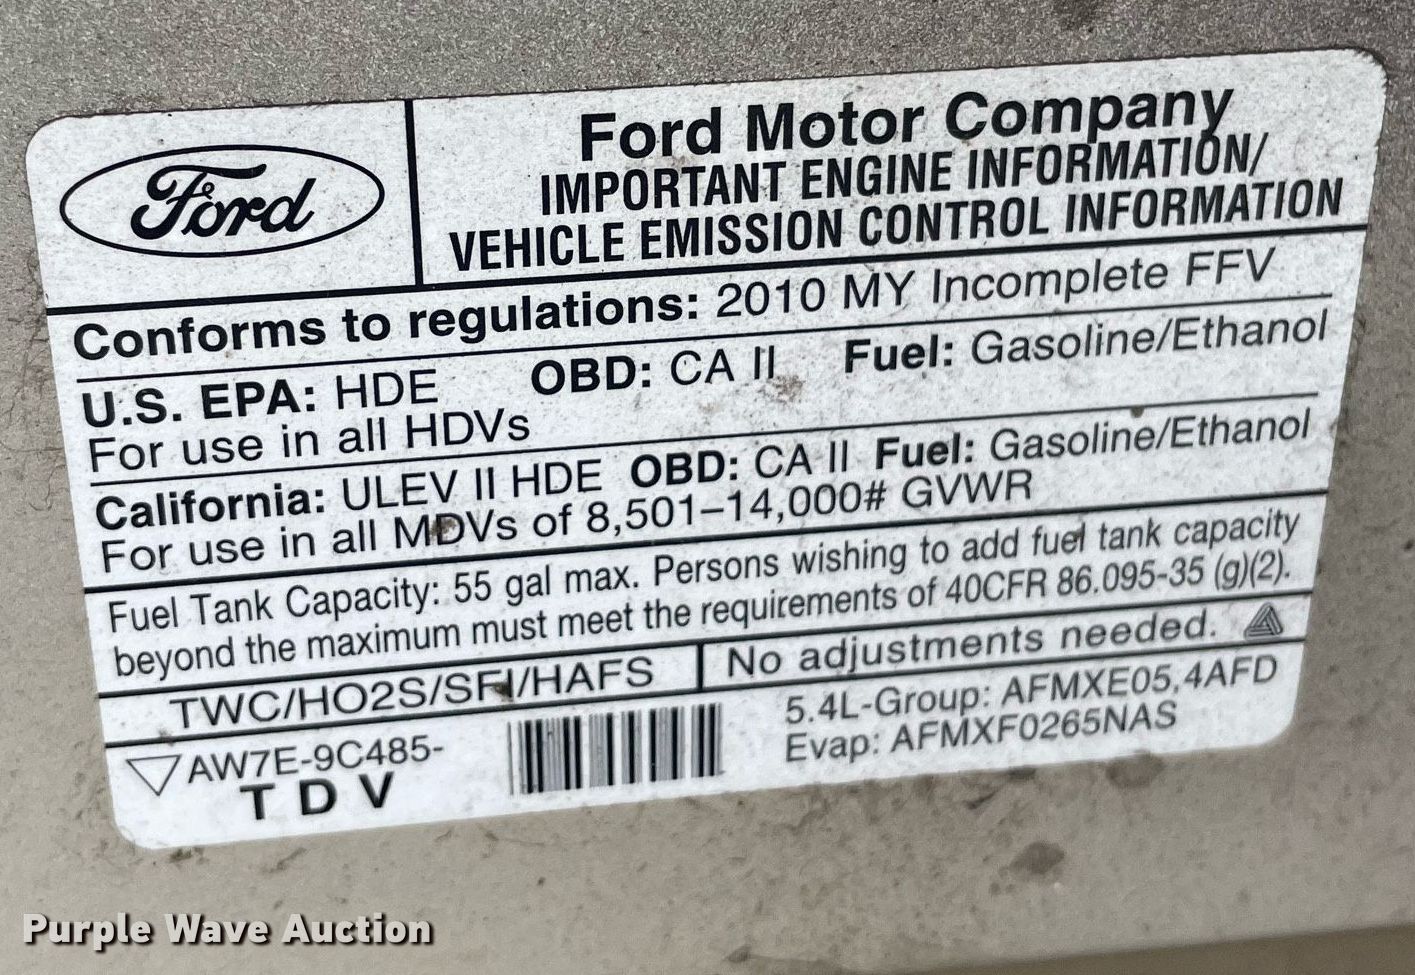 Ford
Ford Motor Company
IMPORTANT ENGINE INFORMATION/
VEHICLE EMISSION CONTROL INFORMATION
Conforms to regulations: 2010 MY Incomplete FFV
U.S. EPA: HDE OBD: CA II Fuel: Gasoline/Ethanol
For use in all HDVs
California: ULEV II HDE OBD: CA II Fuel: Gasoline/Ethanol
For use in all MDVs of 8,501–14,000# GVWR
Fuel Tank Capacity: 55 gal max. Persons wishing to add fuel tank capacity
beyond the maximum must meet the requirements of 40CFR 86.095-35 (g)(2).
TWC/HO2S/SFI/HAFS
No adjustments needed.
AW7E-9C485-
T D V
5.4L-Group: AFMXE05.4AFD
Evap: AFMXF0265NAS
Purple Wave Auction